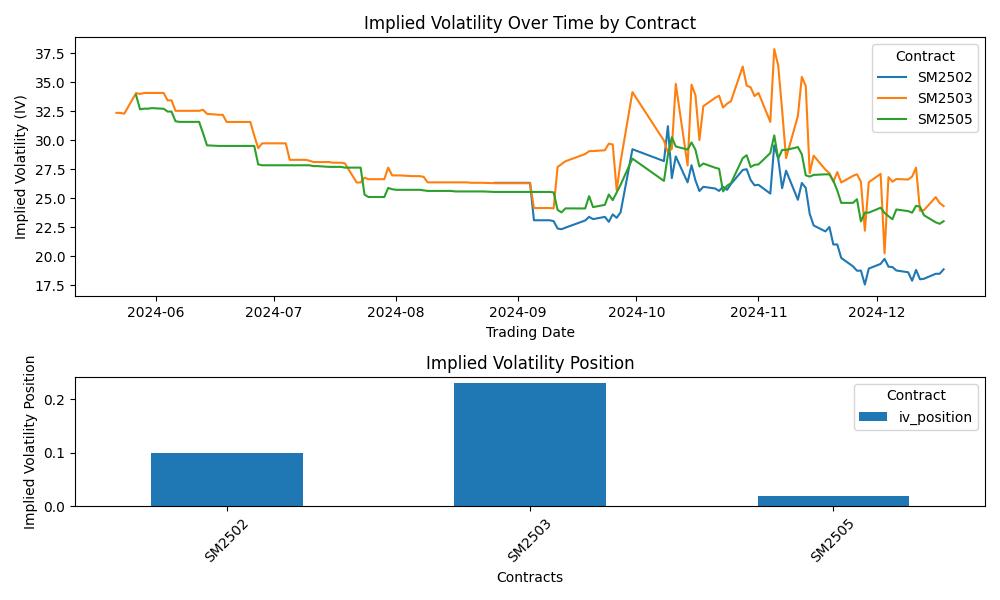 Implied Volatility Over Time by Contract
Implied Volatility (IV)
37.5
35.0
32.5
30.0
27.5
25.0
22.5
20.0
17.5
Contract
SM2502
SM2503
SM2505
2024-06 2024-07 2024-08 2024-09 2024-10 2024-11 2024-12
Trading Date
Implied Volatility Position
Implied Volatility Position
0.2
0.1
0.0
Contract
iv_position
SM2502 SM2503 SM2505
Contracts